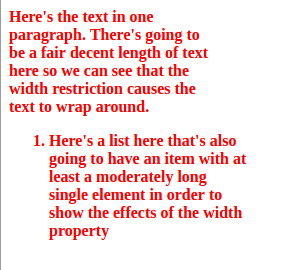 Here's the text in one
paragraph. There's going to
be a fair decent length of text
here so we can see that the
width restriction causes the
text to wrap around.
1. Here's a list here that's also
going to have an item with at
least a moderately long
single element in order to
show the effects of the width
property